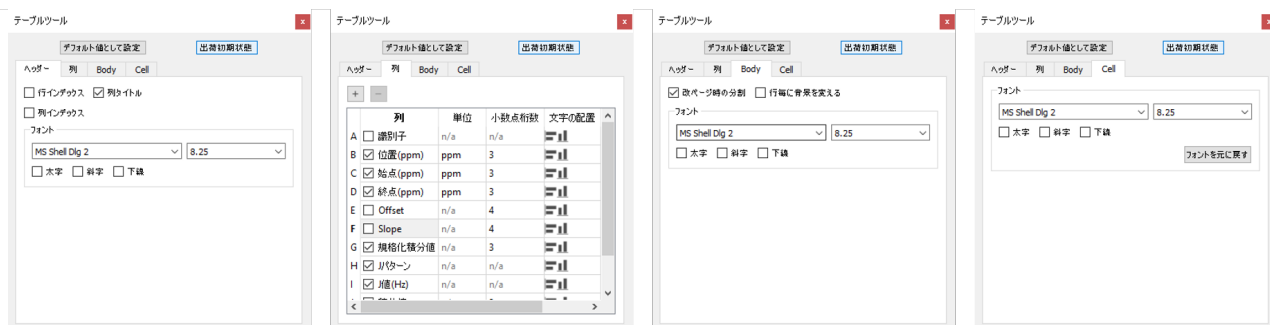 テーブルツール
デフォルト値として設定 出荷初期状態
ヘッダー 列 Body Cell
行インデックス 列タイトル
列インデックス
フォント
MS Shell Dlg 2 8.25
太字 斜字 下線
テーブルツール
デフォルト値として設定 出荷初期状態
ヘッダー 列 Body Cell
+ −
列 単位 小数点桁数 文字の配置
A 識別子 n/a n/a
B 位置(ppm) ppm 3
C 始点(ppm) ppm 3
D 終点(ppm) ppm 3
E Offset n/a 4
F Slope n/a 4
G 規格化積分値 n/a 3
H Jパターン n/a n/a
I J値(Hz) n/a n/a
テーブルツール
デフォルト値として設定 出荷初期状態
ヘッダー 列 Body Cell
改ページ時の分割 行毎に背景を変える
フォント
MS Shell Dlg 2 8.25
太字 斜字 下線
テーブルツール
デフォルト値として設定 出荷初期状態
ヘッダー 列 Body Cell
フォント
MS Shell Dlg 2 8.25
太字 斜字 下線
フォントを元に戻す